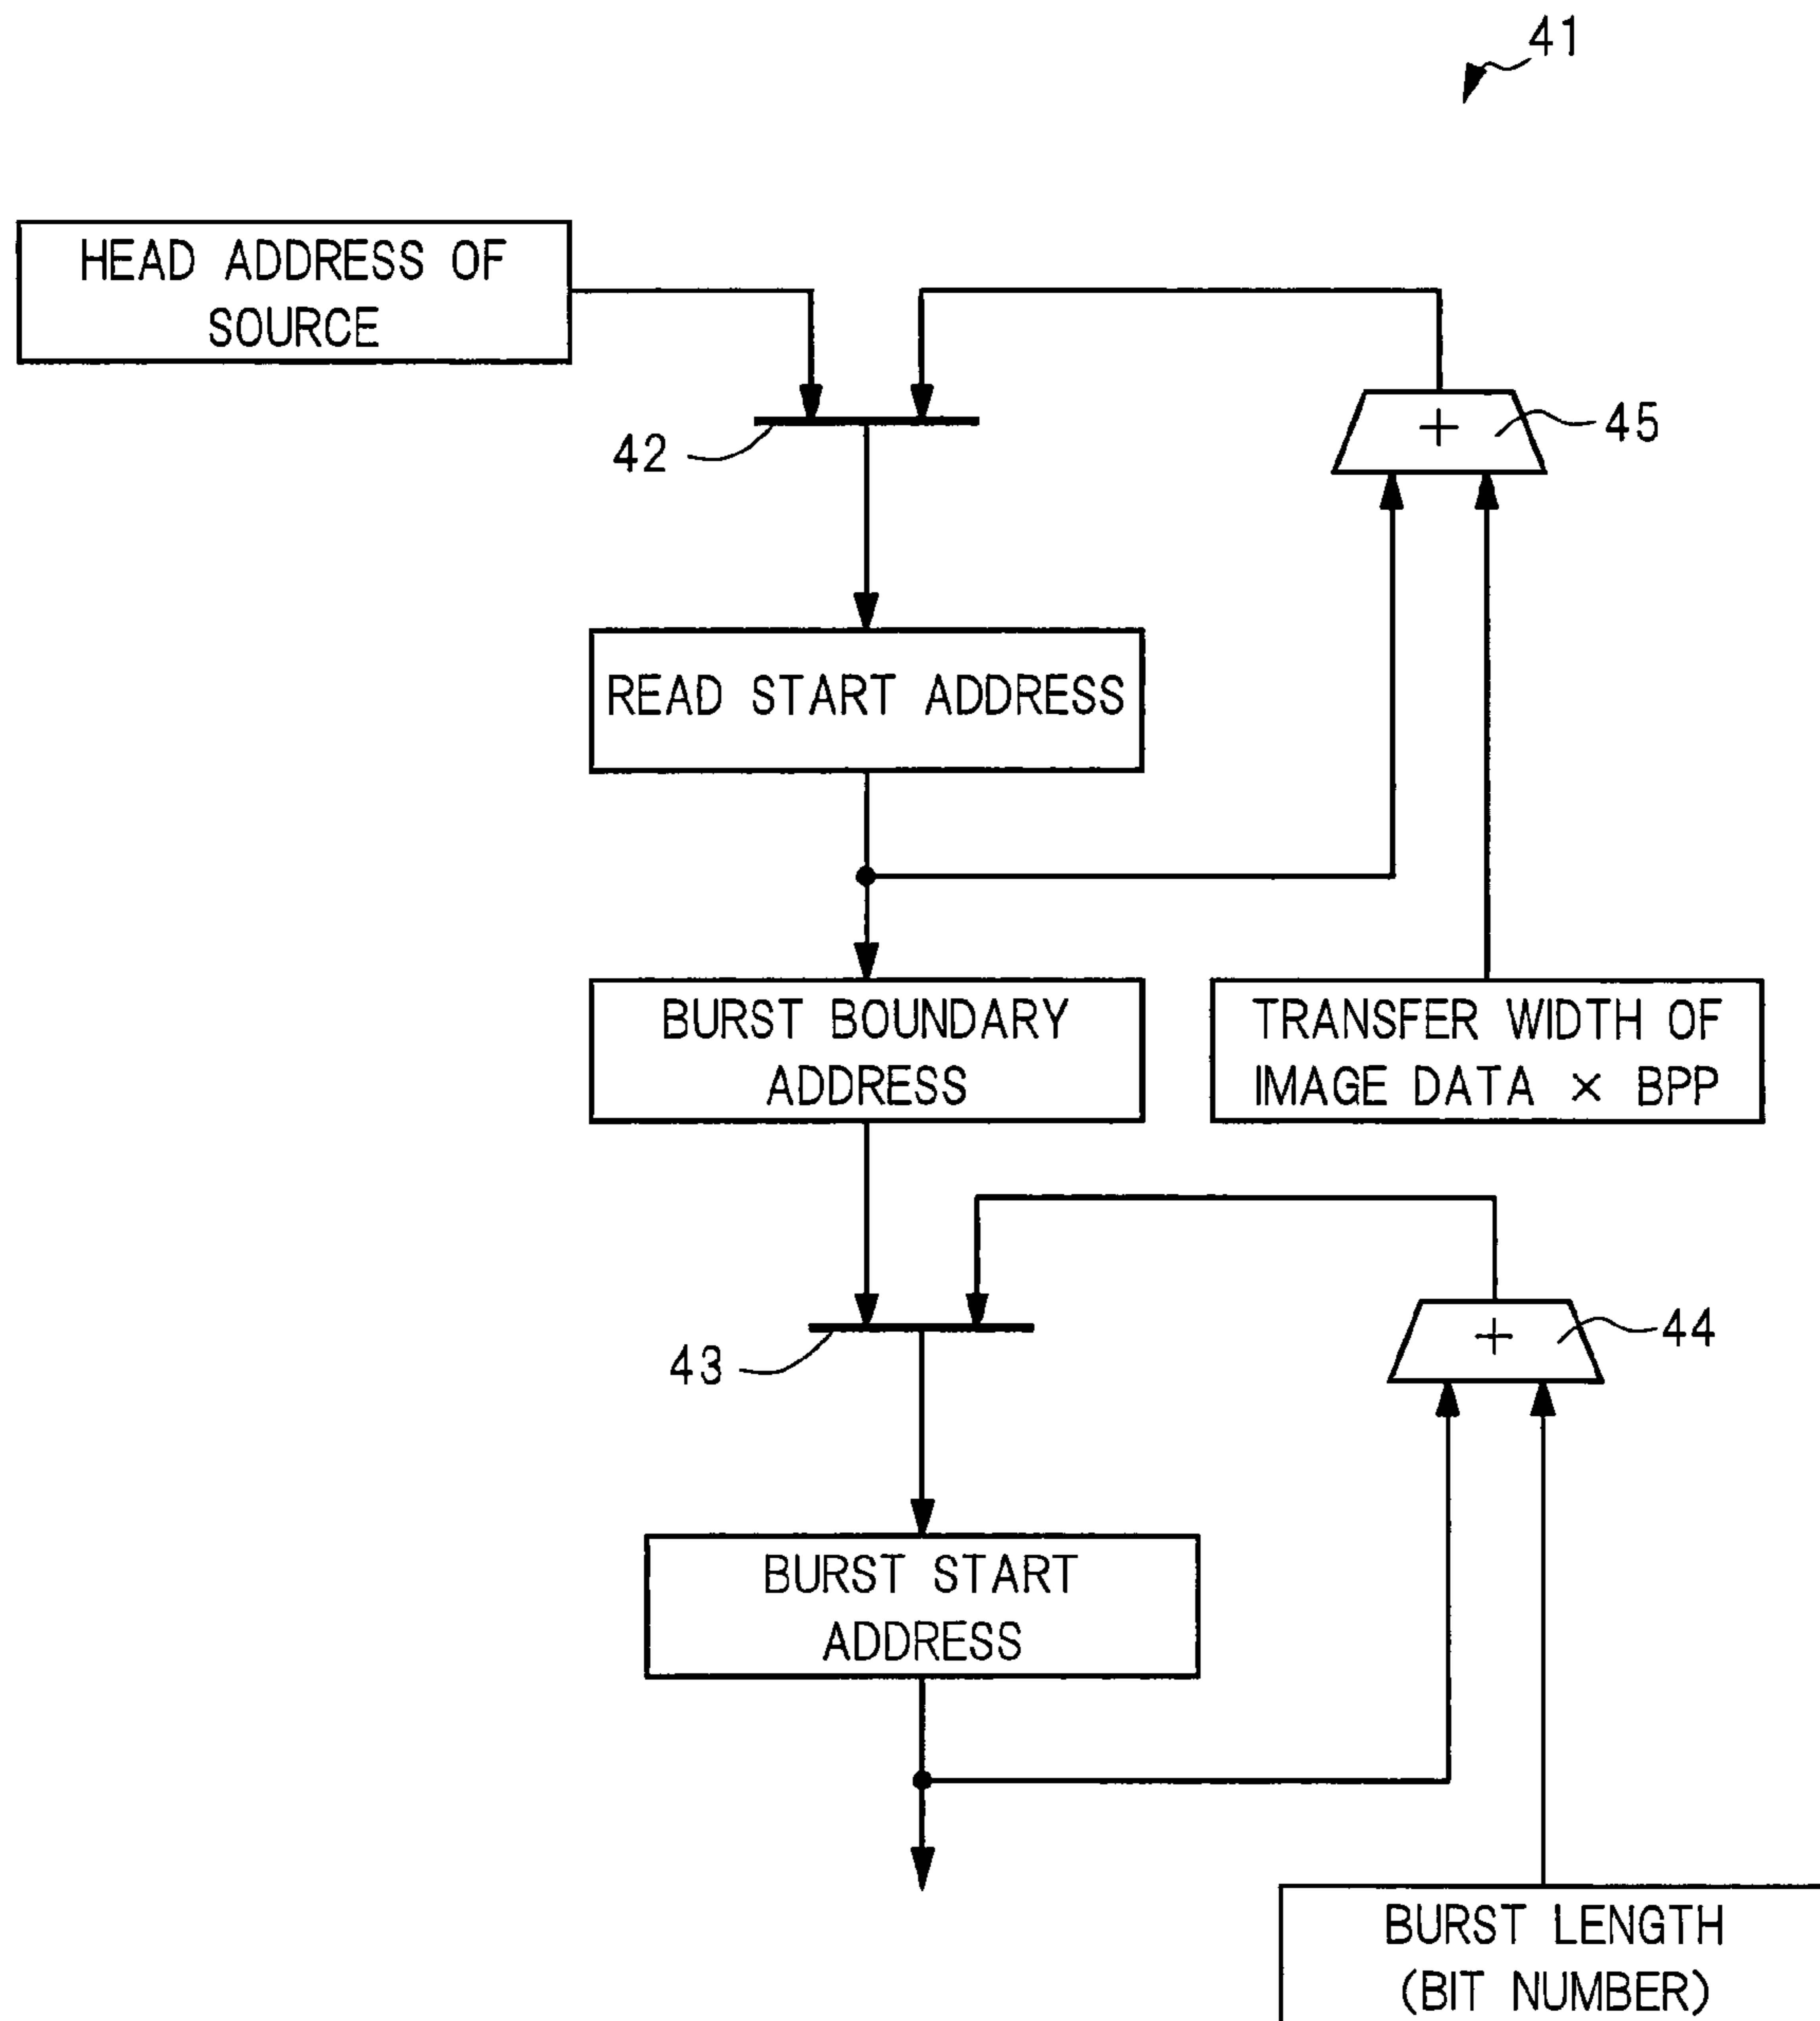 41
HEAD ADDRESS OF
SOURCE
42
+
45
READ START ADDRESS
BURST BOUNDARY
ADDRESS
TRANSFER WIDTH OF
IMAGE DATA × BPP
43
+
44
BURST START
ADDRESS
BURST LENGTH
(BIT NUMBER)